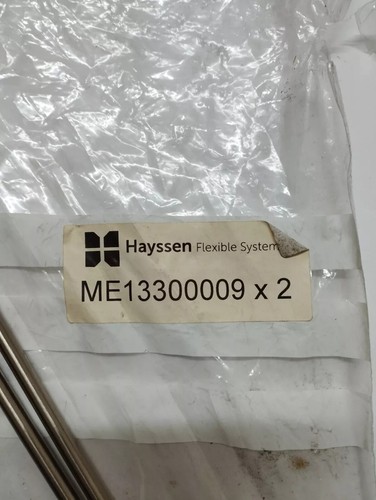 Hayssen Flexible System
ME13300009 x 2